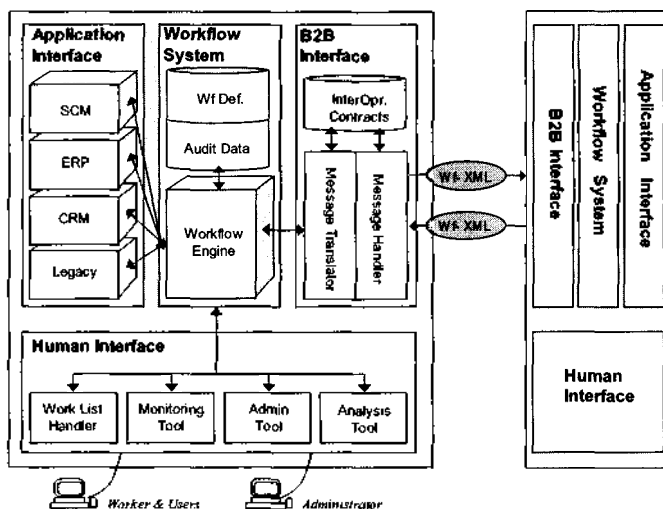 Application
Interface
SCM
ERP
CRM
Legacy
Workflow
System
Wf Def.
Audit Data
Workflow
Engine
B2B
Interface
InterOpr.
Contracts
Message Translator
Message Handler
Wf-XML
Wf-XML
B2B Interface
Workflow System
Application Interface
Human Interface
Work List
Handler
Monitoring
Tool
Admin
Tool
Analysis
Tool
Human
Interface
Worker & Users
Administrator